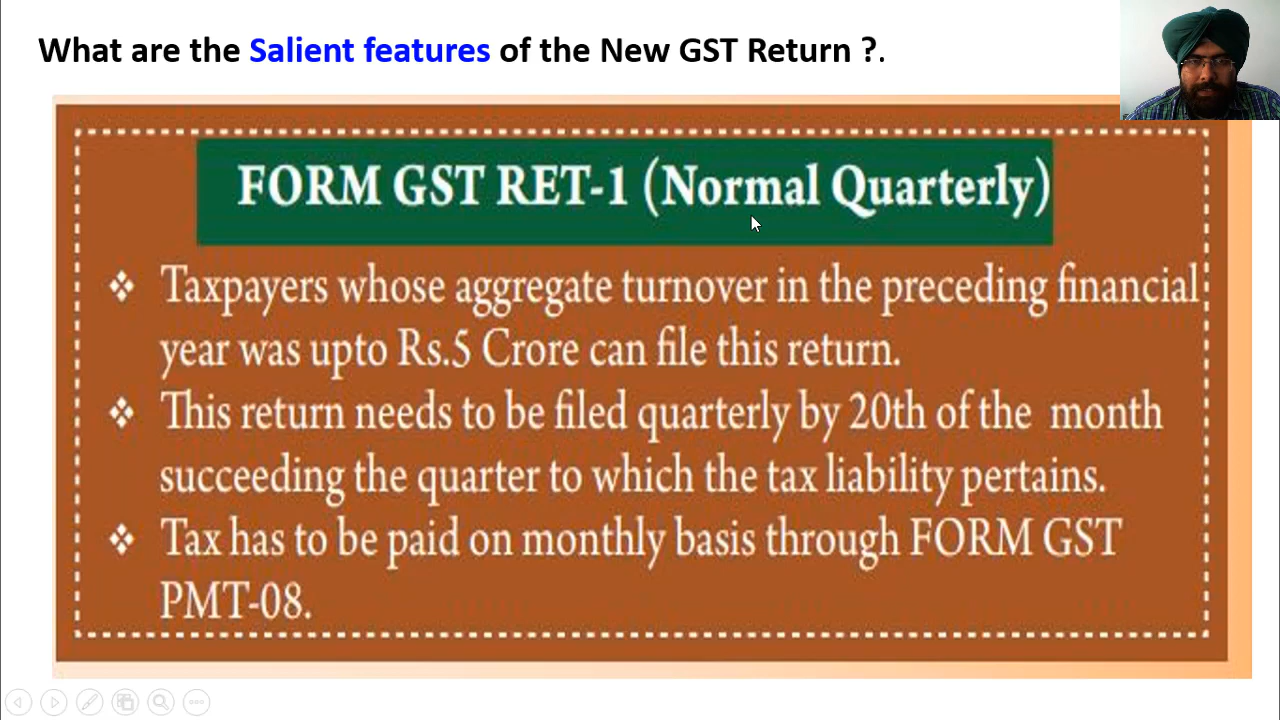 What are the Salient features of the New GST Return ?.
FORM GST RET-1 (Normal Quarterly)
❖ Taxpayers whose aggregate turnover in the preceding financial
year was upto Rs.5 Crore can file this return.
❖ This return needs to be filed quarterly by 20th of the month
succeeding the quarter to which the tax liability pertains.
❖ Tax has to be paid on monthly basis through FORM GST
PMT-08.